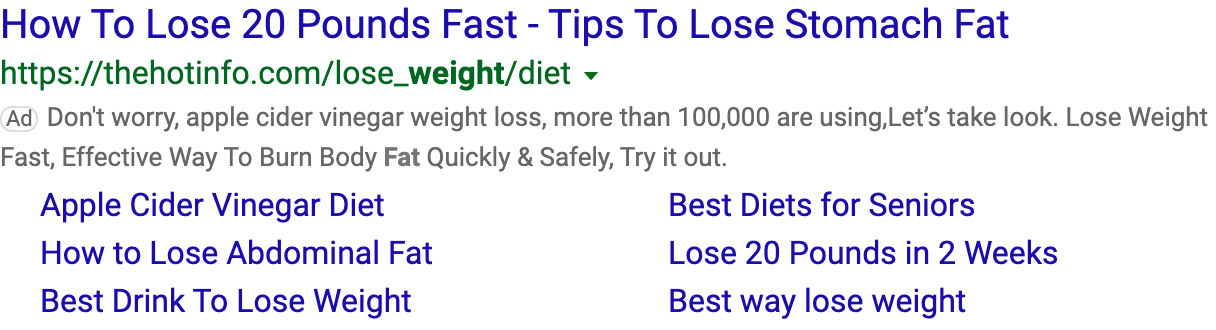 How To Lose 20 Pounds Fast - Tips To Lose Stomach Fat
https://thehotinfo.com/lose_weight/diet
Ad Don't worry, apple cider vinegar weight loss, more than 100,000 are using,Let’s take look. Lose Weight
Fast, Effective Way To Burn Body Fat Quickly & Safely, Try it out.
Apple Cider Vinegar Diet
Best Diets for Seniors
How to Lose Abdominal Fat
Lose 20 Pounds in 2 Weeks
Best Drink To Lose Weight
Best way lose weight